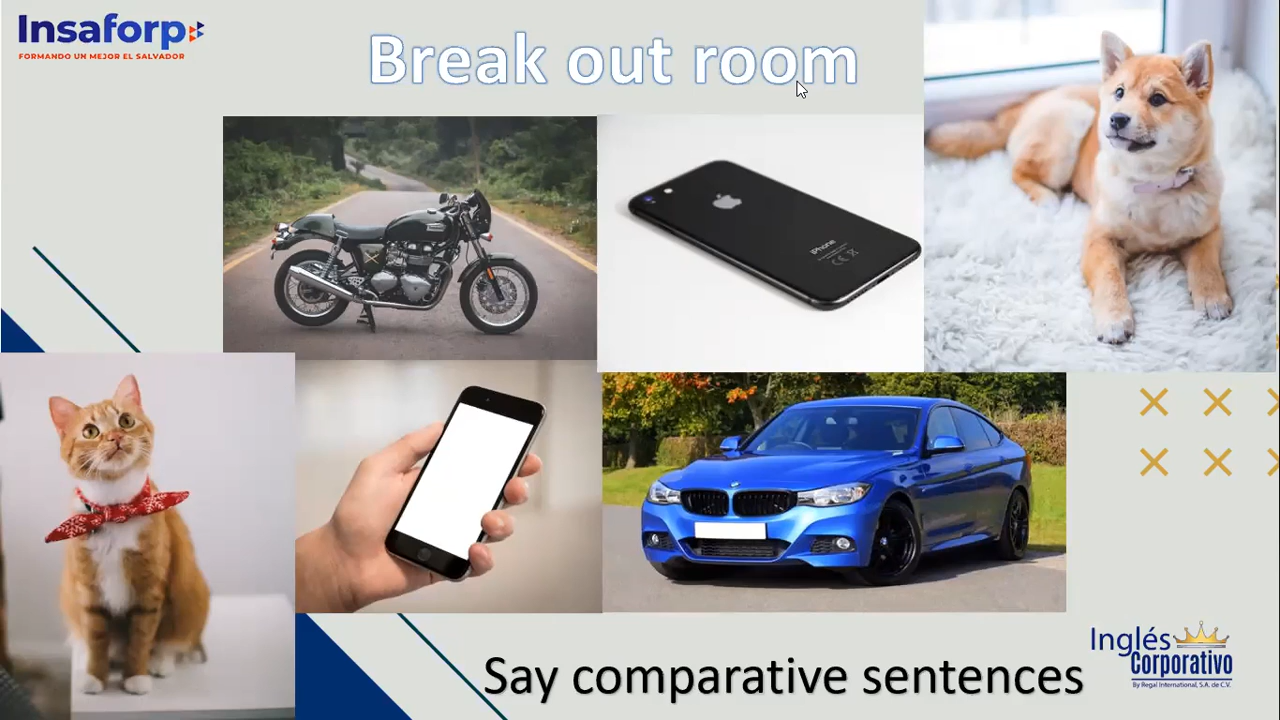 Insaforp
FORMANDO UN MEJOR EL SALVADOR
Break out room
iPhone
Say comparative sentences
Inglés
Corporativo
By Regal International, S.A. de C.V.